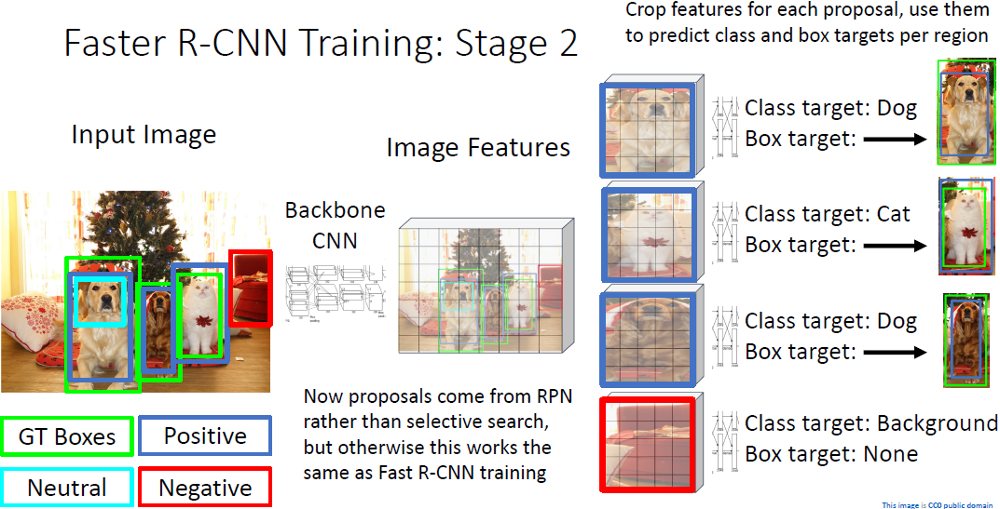 Faster R-CNN Training: Stage 2
Crop features for each proposal, use them
to predict class and box targets per region
Input Image
Backbone
CNN
Image Features
Class target: Dog
Box target:
Class target: Cat
Box target:
Class target: Dog
Box target:
Class target: Background
Box target: None
GT Boxes
Positive
Neutral
Negative
Now proposals come from RPN
rather than selective search,
but otherwise this works the
same as Fast R-CNN training
This image is CC0 public domain